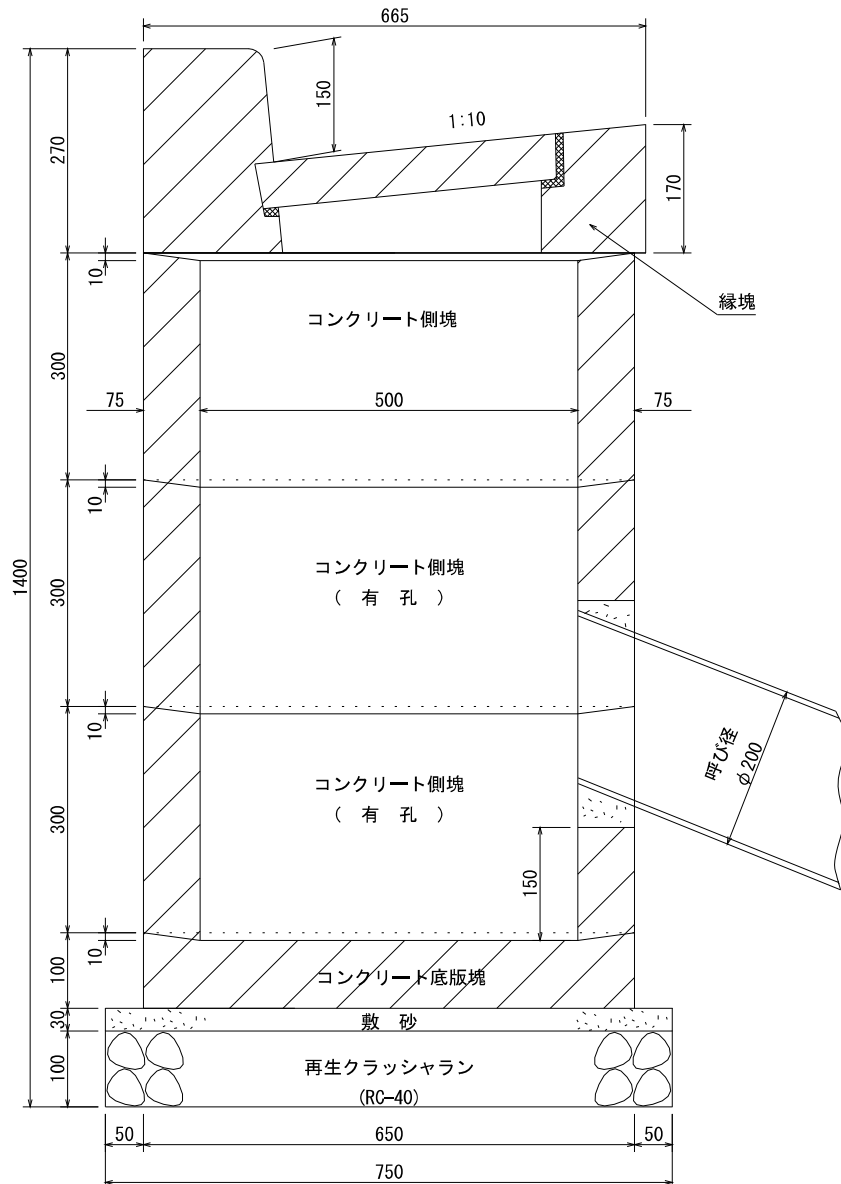 665
150
1:10
270
170
10
縁塊
コンクリート側塊
300
75
500
75
10
1400
コンクリート側塊
( 有 孔 )
300
10
呼び径
φ200
コンクリート側塊
( 有 孔 )
300
150
10
100
コンクリート底版塊
30
敷 砂
100
再生クラッシャラン
(RC-40)
50
650
50
750